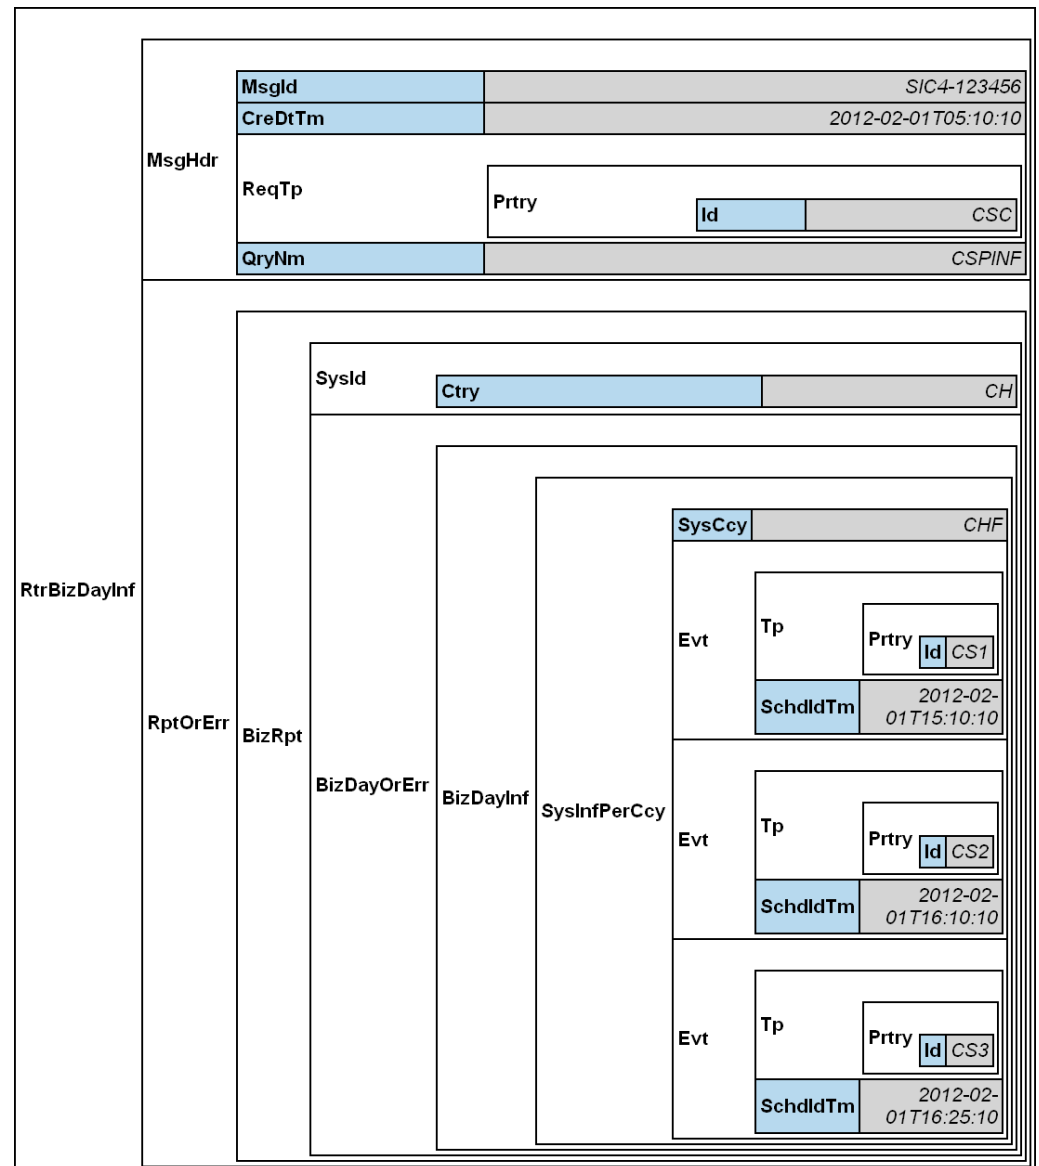 MsgId SIC4-123456
CreDtTm 2012-02-01T05:10:10
MsgHdr
ReqTp
Prtry
Id CSC
QryNm CSPINF
SysId
Ctry CH
SysCcy CHF
RtrBizDayInf
Evt
Tp
Prtry
Id CS1
SchdldTm 2012-02-
01T15:10:10
RptOrErr
BizRpt
BizDayOrErr
BizDayInf
SysInfPerCcy
Evt
Tp
Prtry
Id CS2
SchdldTm 2012-02-
01T16:10:10
Evt
Tp
Prtry
Id CS3
SchdldTm 2012-02-
01T16:25:10